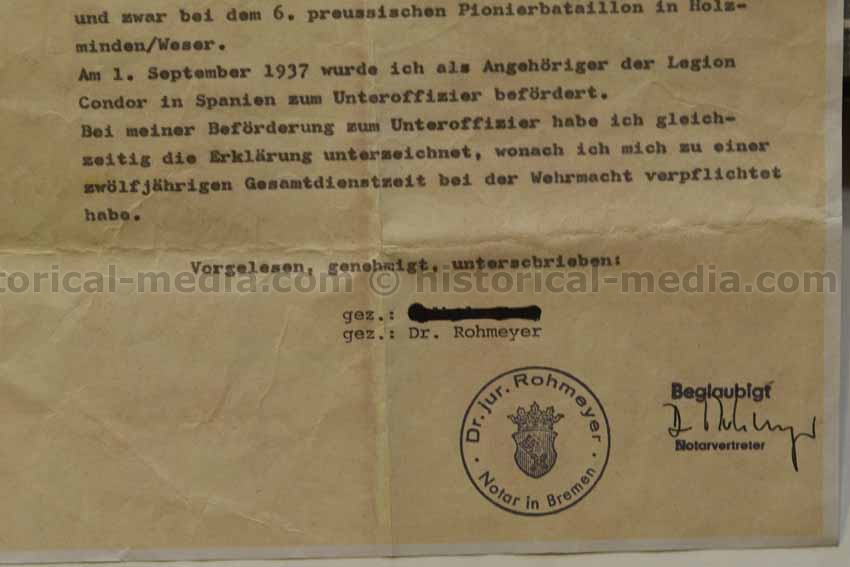 und zwar bei dem 6. preussischen Pionierbataillon in Holz-
minden/Weser.
Am 1. September 1937 wurde ich als Angehöriger der Legion
Condor in Spanien zum Unteroffizier befördert.
Bei meiner Beförderung zum Unteroffizier habe ich gleich-
zeitig die Erklärung unterzeichnet, wonach ich mich zu einer
zwölfjährigen Gesamtdienstzeit bei der Wehrmacht verpflichtet
habe.
Vorgelesen, genehmigt, unterschrieben:
torical-media.com © historical-media.com
gez.:
gez.: Dr. Rohmeyer
Dr. jur. Rohmeyer
Notar in Bremen
Beglaubigt
Notarvertreter